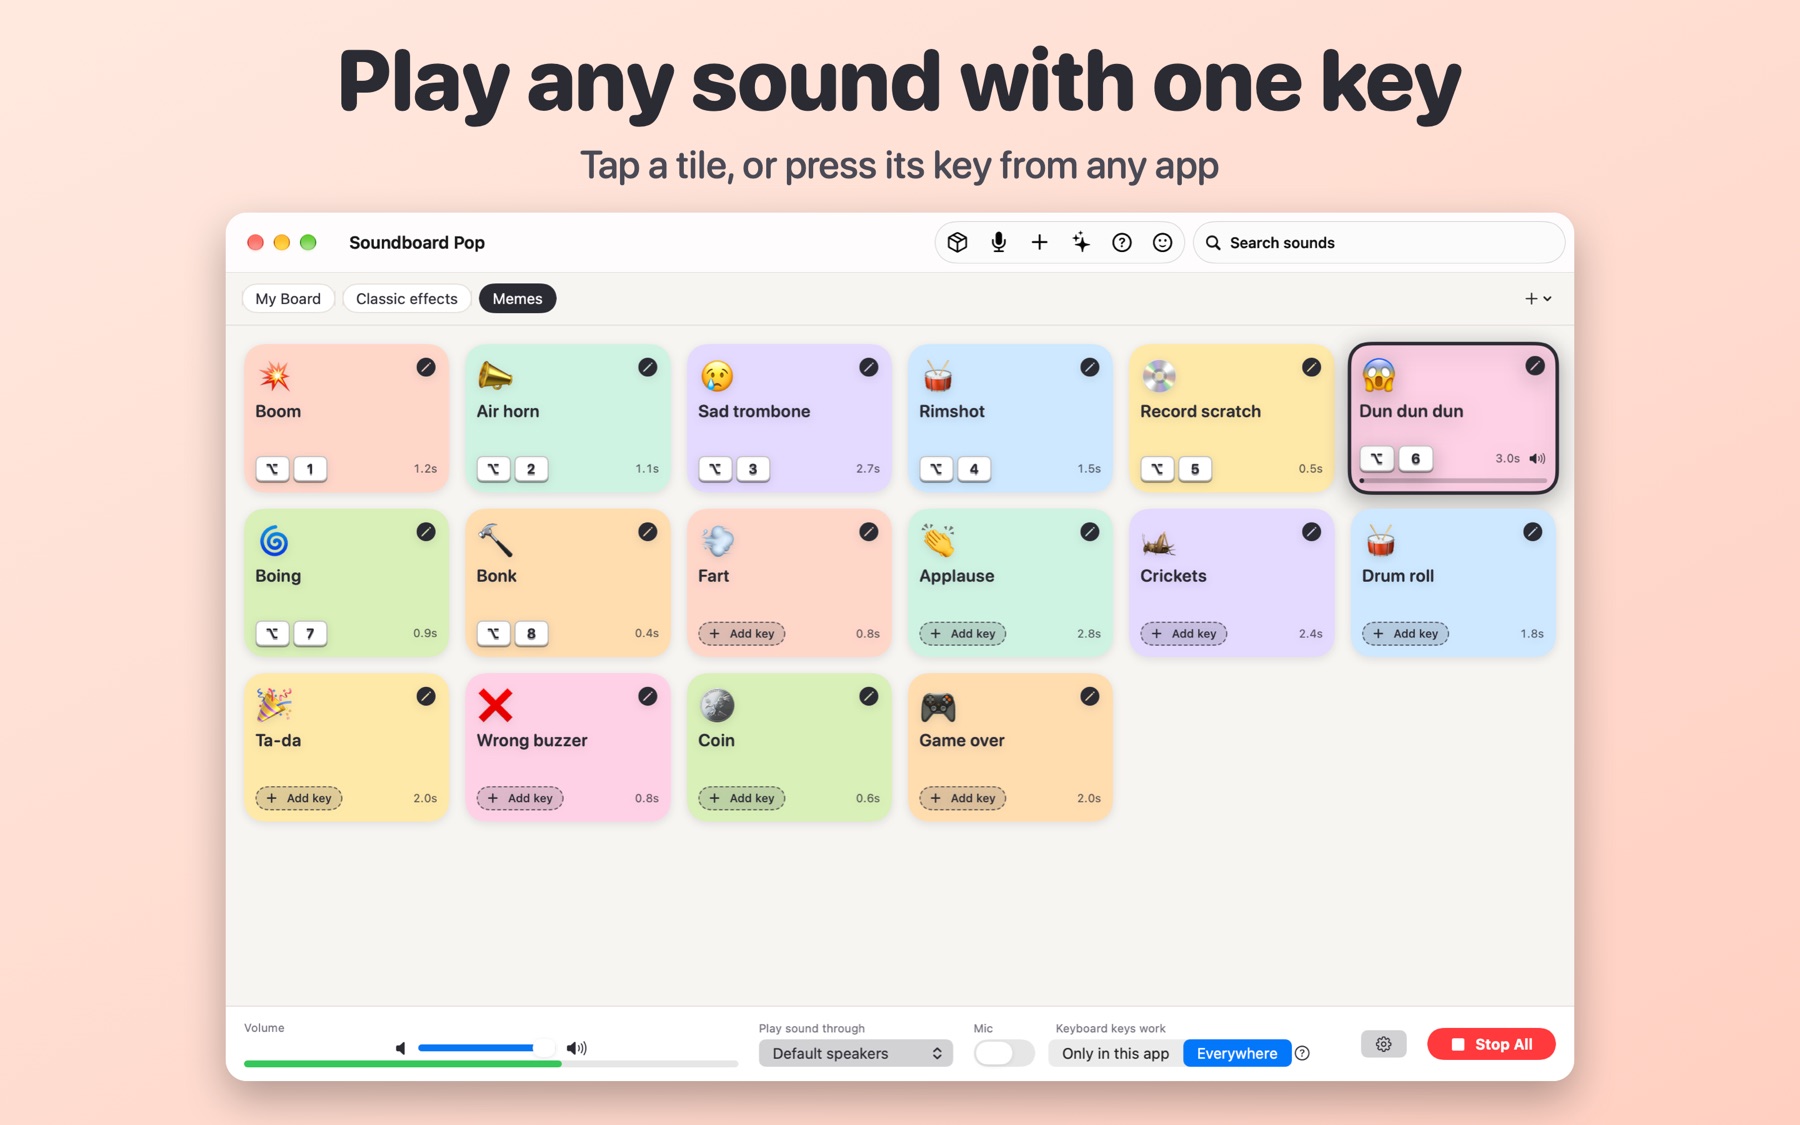 Play any sound with one key
Tap a tile, or press its key from any app
Soundboard Pop
Search sounds
My Board
Classic effects
Memes
Boom
⌥ 1
1.2s
Air horn
⌥ 2
1.1s
Sad trombone
⌥ 3
2.7s
Rimshot
⌥ 4
1.5s
Record scratch
⌥ 5
0.5s
Dun dun dun
⌥ 6
3.0s
Boing
⌥ 7
0.9s
Bonk
⌥ 8
0.4s
Fart
+ Add key
0.8s
Applause
+ Add key
2.8s
Crickets
+ Add key
2.4s
Drum roll
+ Add key
1.8s
Ta-da
+ Add key
2.0s
Wrong buzzer
+ Add key
0.8s
Coin
+ Add key
0.6s
Game over
+ Add key
2.0s
Volume
Play sound through
Default speakers
Mic
Keyboard keys work
Only in this app
Everywhere
Stop All